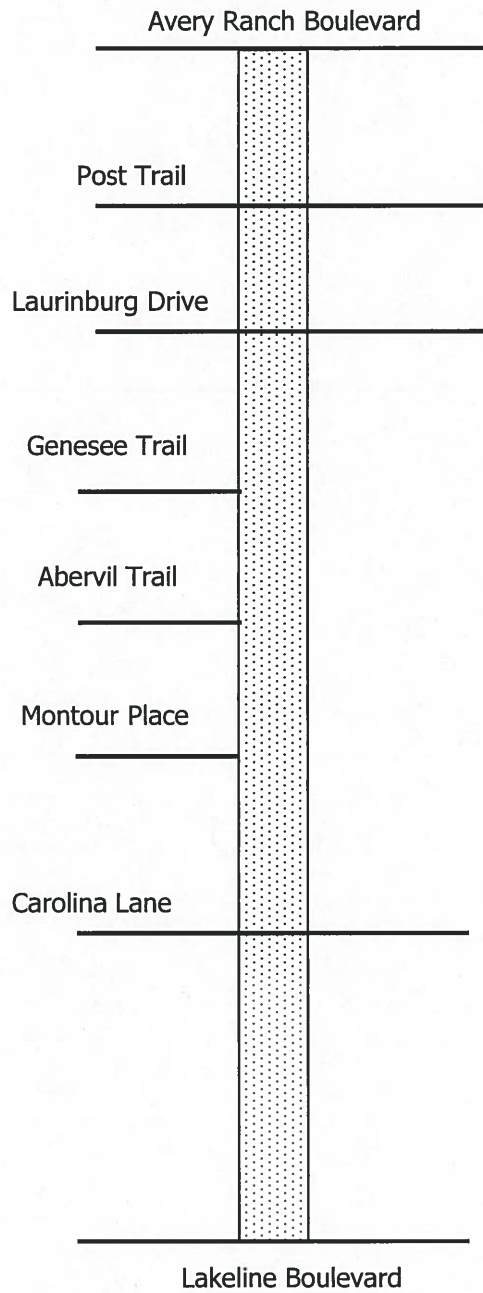 Avery Ranch Boulevard
Post Trail
Laurinburg Drive
Genesee Trail
Abervil Trail
Montour Place
Carolina Lane
Lakeline Boulevard